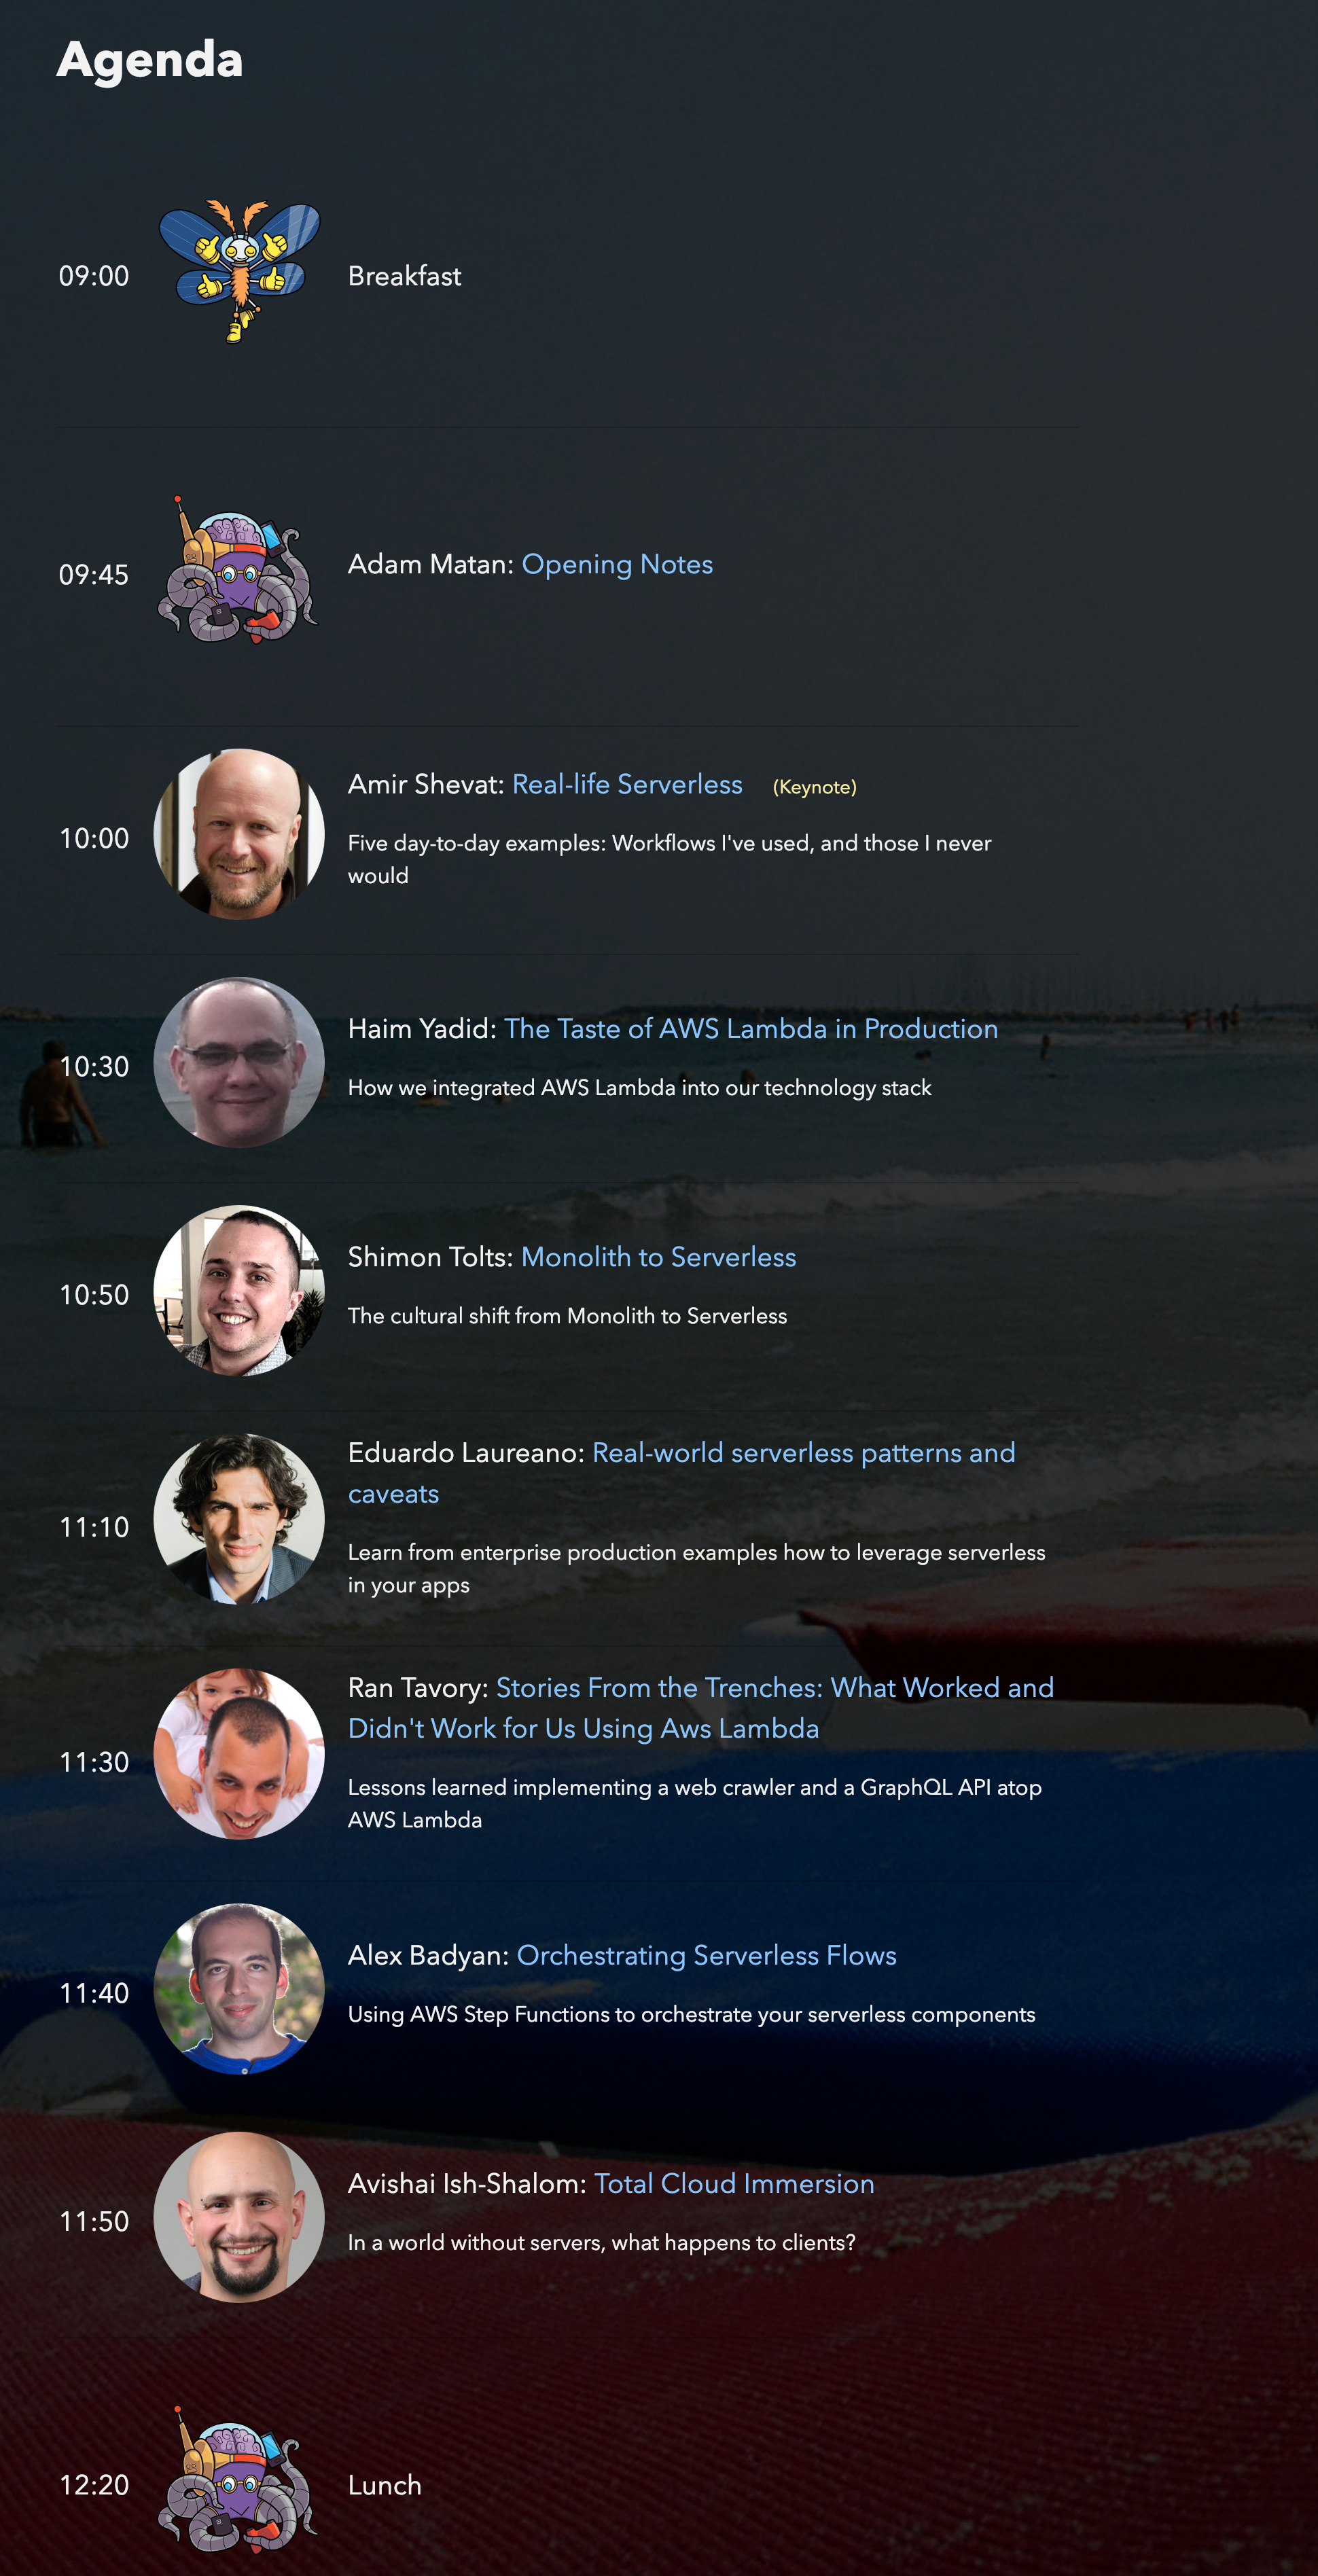 Agenda
09:00
Breakfast
09:45
Adam Matan: Opening Notes
10:00
Amir Shevat: Real-life Serverless (Keynote)
Five day-to-day examples: Workflows I've used, and those I never
would
10:30
Haim Yadid: The Taste of AWS Lambda in Production
How we integrated AWS Lambda into our technology stack
10:50
Shimon Tolts: Monolith to Serverless
The cultural shift from Monolith to Serverless
11:10
Eduardo Laureano: Real-world serverless patterns and
caveats
Learn from enterprise production examples how to leverage serverless
in your apps
11:30
Ran Tavory: Stories From the Trenches: What Worked and
Didn't Work for Us Using Aws Lambda
Lessons learned implementing a web crawler and a GraphQL API atop
AWS Lambda
11:40
Alex Badyan: Orchestrating Serverless Flows
Using AWS Step Functions to orchestrate your serverless components
11:50
Avishai Ish-Shalom: Total Cloud Immersion
In a world without servers, what happens to clients?
12:20
Lunch